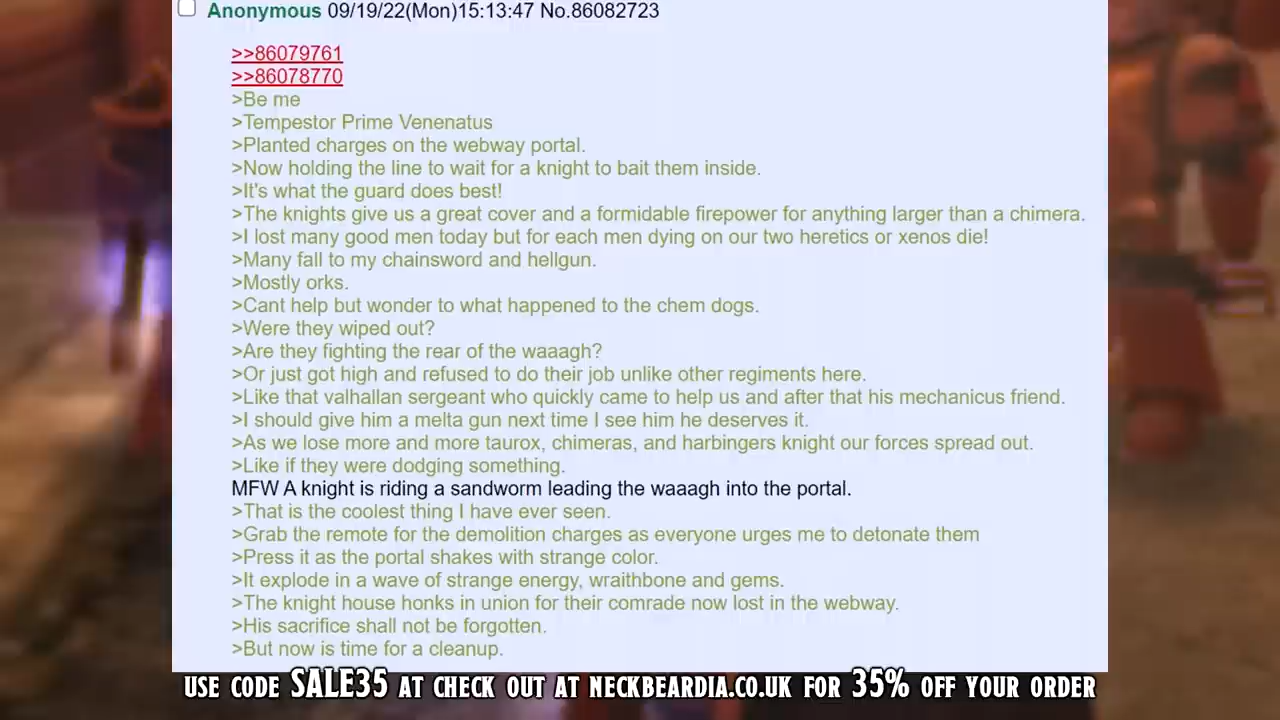 Anonymous 09/19/22(Mon)15:13:47 No.86082723
>>86079761
>>86078770
>Be me
>Tempestor Prime Venenatus
>Planted charges on the webway portal.
>Now holding the line to wait for a knight to bait them inside.
>It's what the guard does best!
>The knights give us a great cover and a formidable firepower for anything larger than a chimera.
>I lost many good men today but for each men dying on our two heretics or xenos die!
>Many fall to my chainsword and hellgun.
>Mostly orks.
>Cant help but wonder to what happened to the chem dogs.
>Were they wiped out?
>Are they fighting the rear of the waaagh?
>Or just got high and refused to do their job unlike other regiments here.
>Like that valhallan sergeant who quickly came to help us and after that his mechanicus friend.
>I should give him a melta gun next time I see him he deserves it.
>As we lose more and more taurox, chimeras, and harbingers knight our forces spread out.
>Like if they were dodging something.
MFW A knight is riding a sandworm leading the waaagh into the portal.
>That is the coolest thing I have ever seen.
>Grab the remote for the demolition charges as everyone urges me to detonate them
>Press it as the portal shakes with strange color.
>It explode in a wave of strange energy, wraithbone and gems.
>The knight house honks in union for their comrade now lost in the webway.
>His sacrifice shall not be forgotten.
>But now is time for a cleanup.
USE CODE SALE35 AT CHECK OUT AT NECKBEARDIA.CO.UK FOR 35% OFF YOUR ORDER